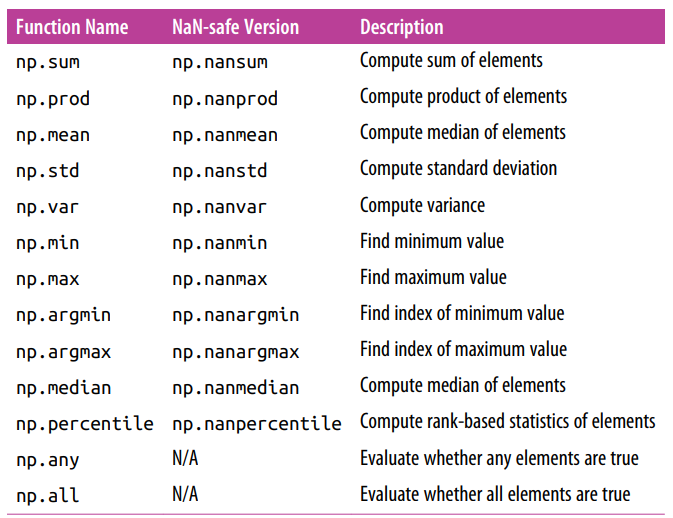 Function Name NaN-safe Version Description
np.sum np.nansum Compute sum of elements
np.prod np.nanprod Compute product of elements
np.mean np.nanmean Compute median of elements
np.std np.nanstd Compute standard deviation
np.var np.nanvar Compute variance
np.min np.nanmin Find minimum value
np.max np.nanmax Find maximum value
np.argmin np.nanargmin Find index of minimum value
np.argmax np.nanargmax Find index of maximum value
np.median np.nanmedian Compute median of elements
np.percentile np.nanpercentile Compute rank-based statistics of elements
np.any N/A Evaluate whether any elements are true
np.all N/A Evaluate whether all elements are true